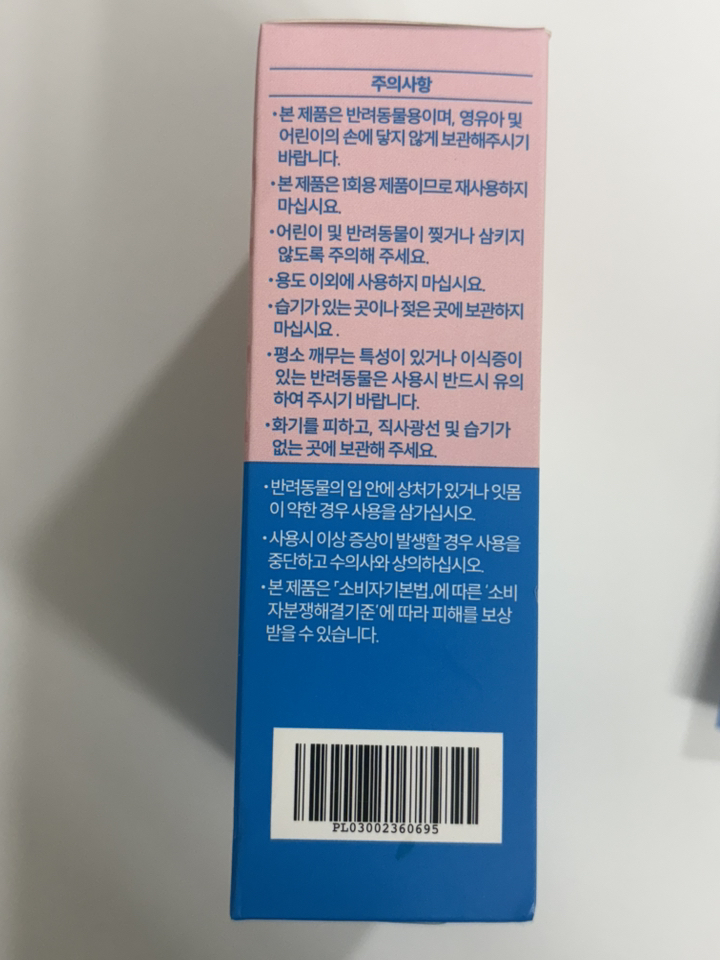 주의사항
·본 제품은 반려동물용이며, 영유아 및
어린이의 손에 닿지 않게 보관해주시기
바랍니다.
·본 제품은 1회용 제품이므로 재사용하지
마십시요.
·어린이 및 반려동물이 찢거나 삼키지
않도록 주의해 주세요.
·용도 이외에 사용하지 마십시요.
·습기가 있는 곳이나 젖은 곳에 보관하지
마십시요.
·평소 깨무는 특성이 있거나 이식증이
있는 반려동물은 사용시 반드시 유의
하여 주시기 바랍니다.
·화기를 피하고, 직사광선 및 습기가
없는 곳에 보관해 주세요.
·반려동물의 입 안에 상처가 있거나 잇몸
이 약한 경우 사용을 삼가십시오.
·사용시 이상 증상이 발생할 경우 사용을
중단하고 수의사와 상의하십시오.
·본 제품은 「소비자기본법」에 따른 '소비
자분쟁해결기준'에 따라 피해를 보상
받을 수 있습니다.
PL03002360695